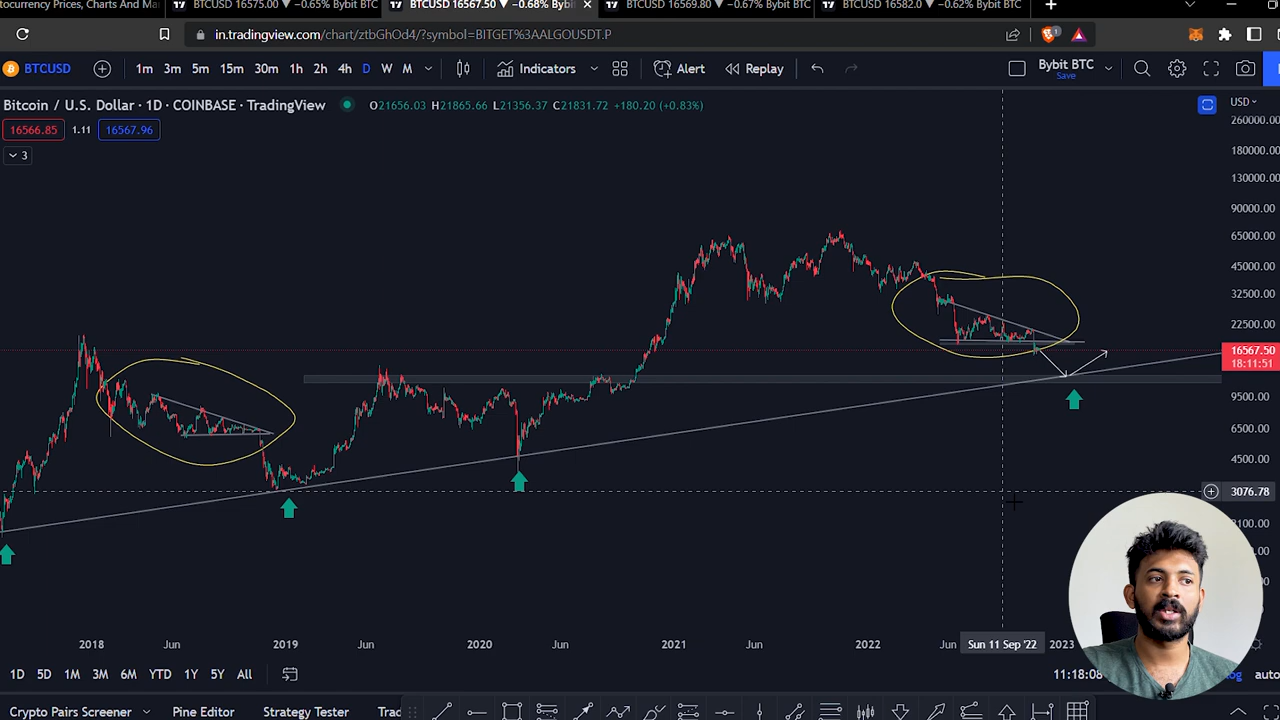 tocurrency Prices, Charts And Mar
BTCUSD 16575.00 ▼ −0.65% Bybit BTC
BTCUSD 16567.50 ▼ −0.68% Bybit
BTCUSD 16569.80 ▼ −0.67% Bybit BTC
BTCUSD 16582.0 ▼ −0.62% Bybit BTC
in.tradingview.com/chart/ztbGhOd4/?symbol=BITGET%3AALGOUSDT.P
1
BTCUSD 1m 3m 5m 15m 30m 1h 2h 4h D W M Indicators Alert Replay Bybit BTC
Save
Bitcoin / U.S. Dollar · 1D · COINBASE · TradingView O21656.03 H21865.66 L21356.37 C21831.72 +180.20 (+0.83%)
USD
16566.85 1.11 16567.96
3
260000.00
180000.00
130000.00
90000.00
65000.00
45000.00
32500.00
22500.00
16567.50
18:11:51
9500.00
6500.00
4500.00
3076.78
2018 Jun 2019 Jun 2020 Jun 2021 Jun 2022 Jun Sun 11 Sep '22 2023
1D 5D 1M 3M 6M YTD 1Y 5Y All
11:18:08
auto
Crypto Pairs Screener Pine Editor Strategy Tester